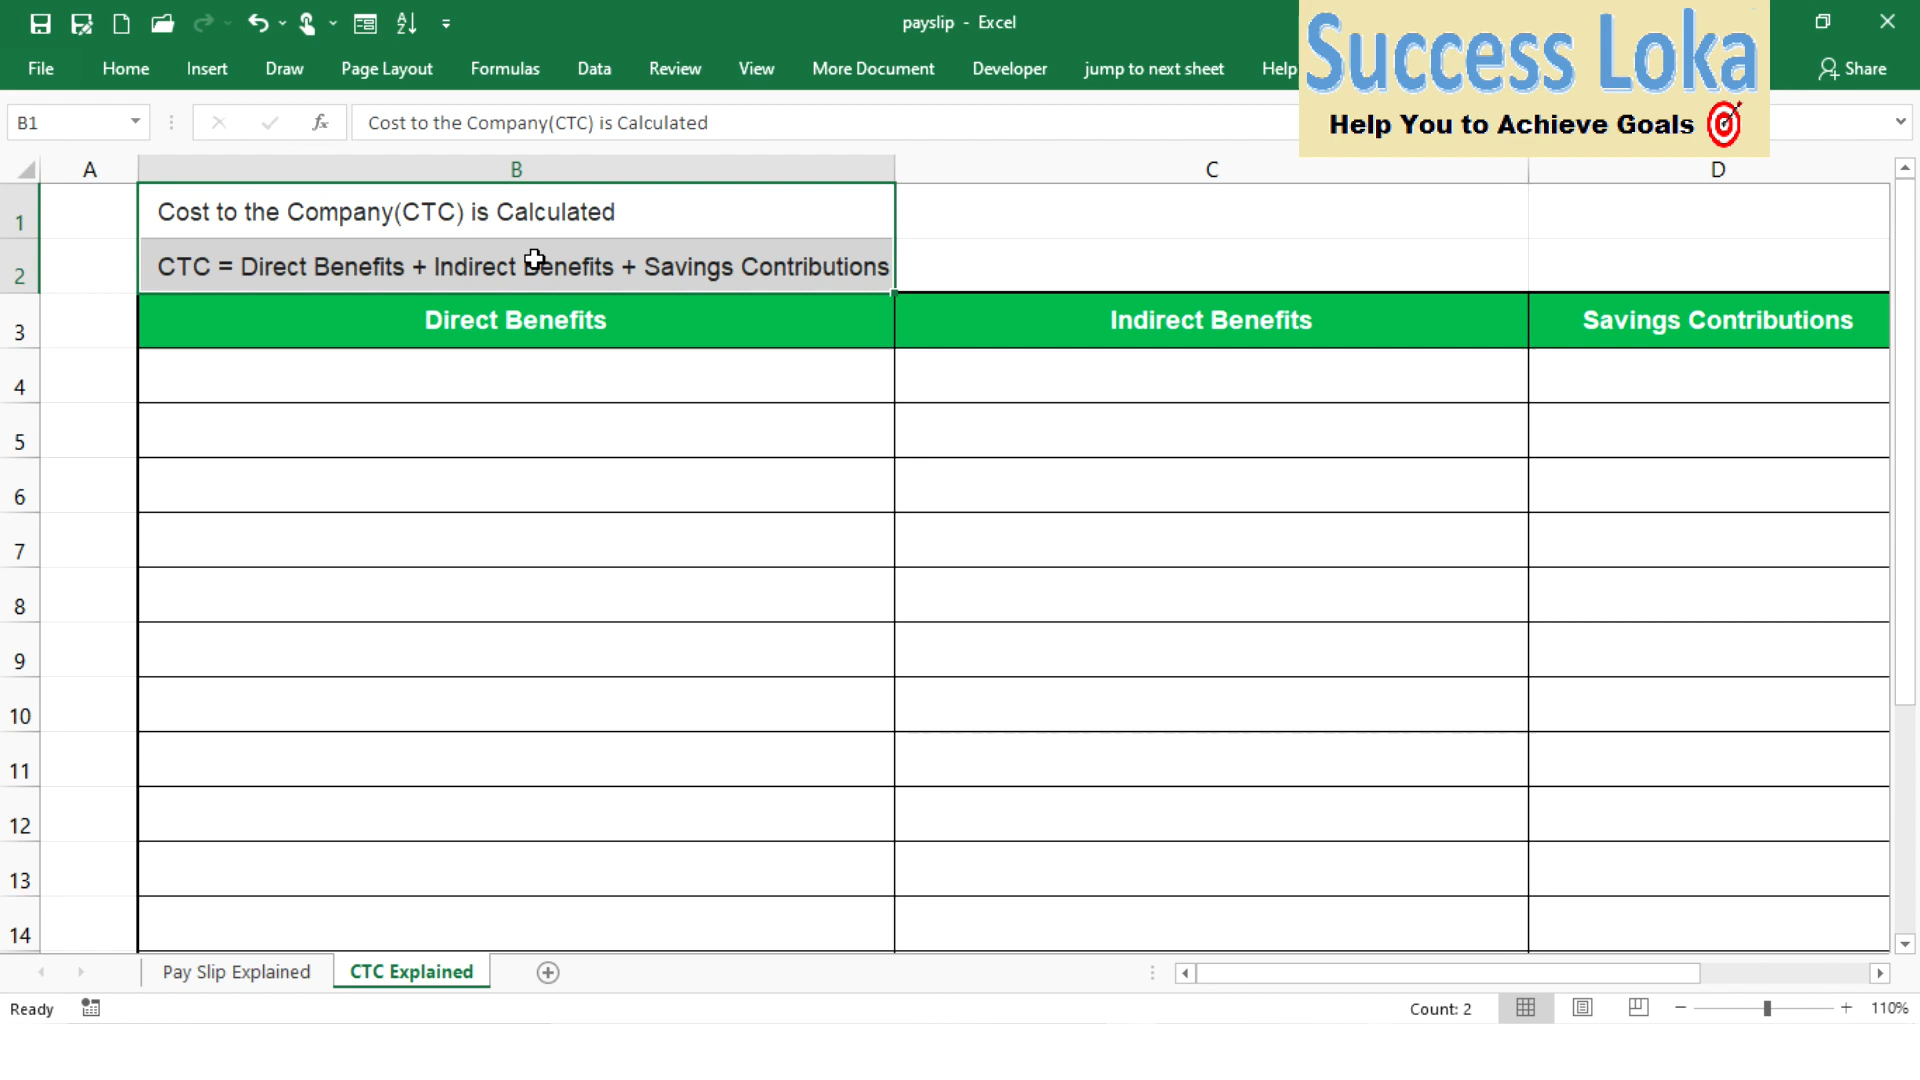 payslip - Excel
Success Loka
Help You to Achieve Goals
File Home Insert Draw Page Layout Formulas Data Review View More Document Developer jump to next sheet Help Share
B1 fx Cost to the Company(CTC) is Calculated
A B C D
1 Cost to the Company(CTC) is Calculated
2 CTC = Direct Benefits + Indirect Benefits + Savings Contributions
3 Direct Benefits Indirect Benefits Savings Contributions
4
5
6
7
8
9
10
11
12
13
14
Pay Slip Explained CTC Explained
Ready Count: 2 110%